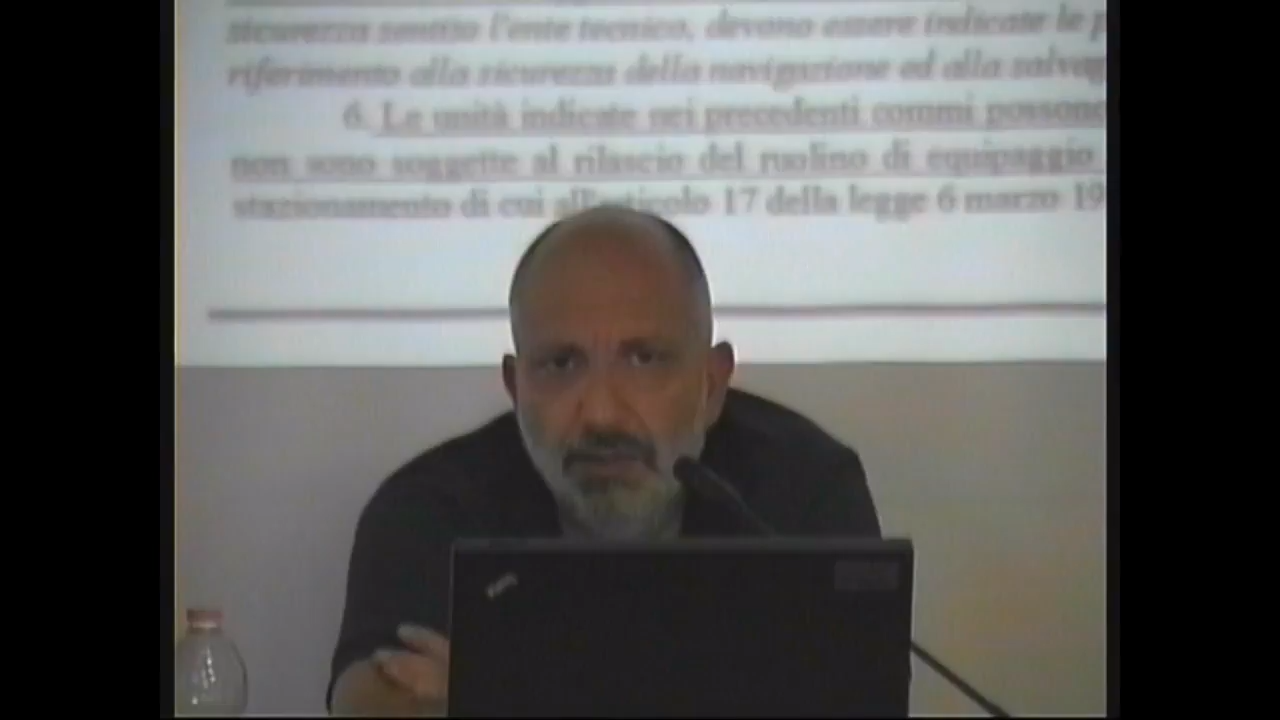 sicurezza sentito l'ente tecnico, devono essere indicate le p
riferimento alla sicurezza della navigazione ed alla salvag
6. Le unità indicate nei precedenti commi possono
non sono soggette al rilascio del ruolino di equipaggio
stazionamento di cui all'articolo 17 della legge 6 marzo 19